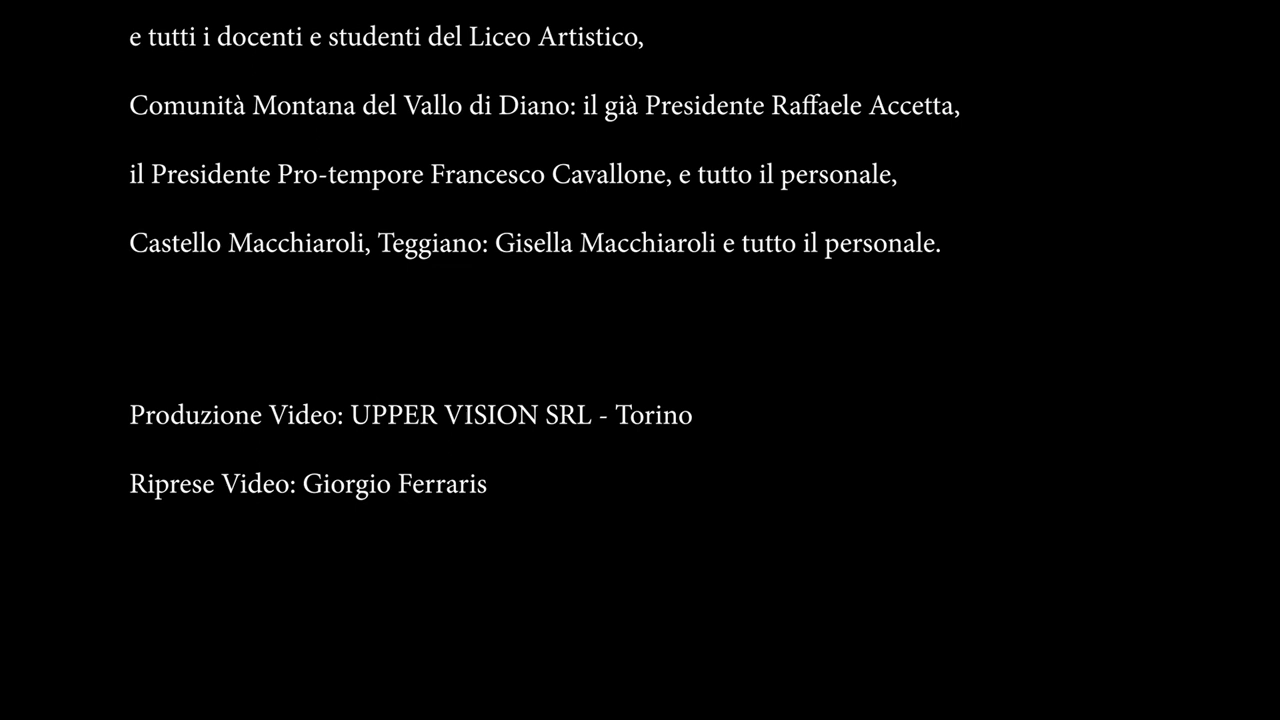 e tutti i docenti e studenti del Liceo Artistico,
Comunità Montana del Vallo di Diano: il già Presidente Raffaele Accetta,
il Presidente Pro-tempore Francesco Cavallone, e tutto il personale,
Castello Macchiaroli, Teggiano: Gisella Macchiaroli e tutto il personale.
Produzione Video: UPPER VISION SRL - Torino
Riprese Video: Giorgio Ferraris